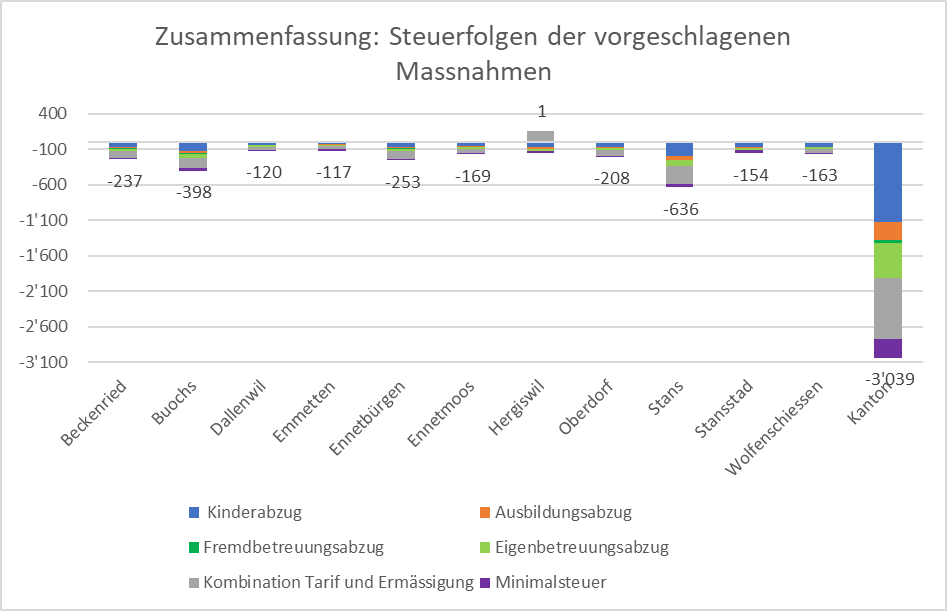 Zusammenfassung: Steuerfolgen der vorgeschlagenen
Massnahmen
400
-100
-600
-1'100
-1'600
-2'100
-2'600
-3'100
-237
-398
-120
-117
-253
-169
1
-208
-636
-154
-163
-3'039
Beckenried
Buochs
Dallenwil
Emmetten
Ennetbürgen
Ennetmoos
Hergiswil
Oberdorf
Stans
Stansstad
Wolfenschiessen
Kanton
Kinderabzug
Ausbildungsabzug
Fremdbetreuungsabzug
Eigenbetreuungsabzug
Kombination Tarif und Ermässigung
Minimalsteuer